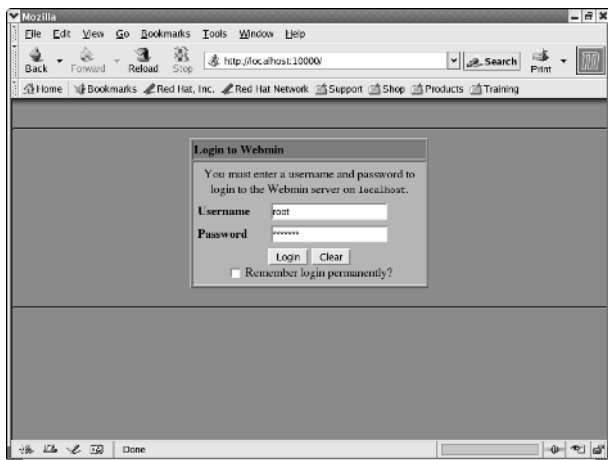 Mozilla
File Edit View Go Bookmarks Tools Window Help
Back Forward Reload Stop http://localhost:10000/ Search Print
Home Bookmarks Red Hat, Inc. Red Hat Network Support Shop Products Training
Login to Webmin
You must enter a username and password to
login to the Webmin server on localhost.
Username root
Password *******
Login Clear
Remember login permanently?
Done